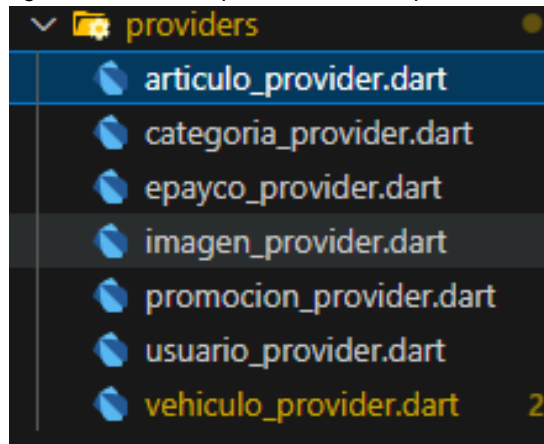 providers
articulo_provider.dart
categoria_provider.dart
epayco_provider.dart
imagen_provider.dart
promocion_provider.dart
usuario_provider.dart
vehiculo_provider.dart 2